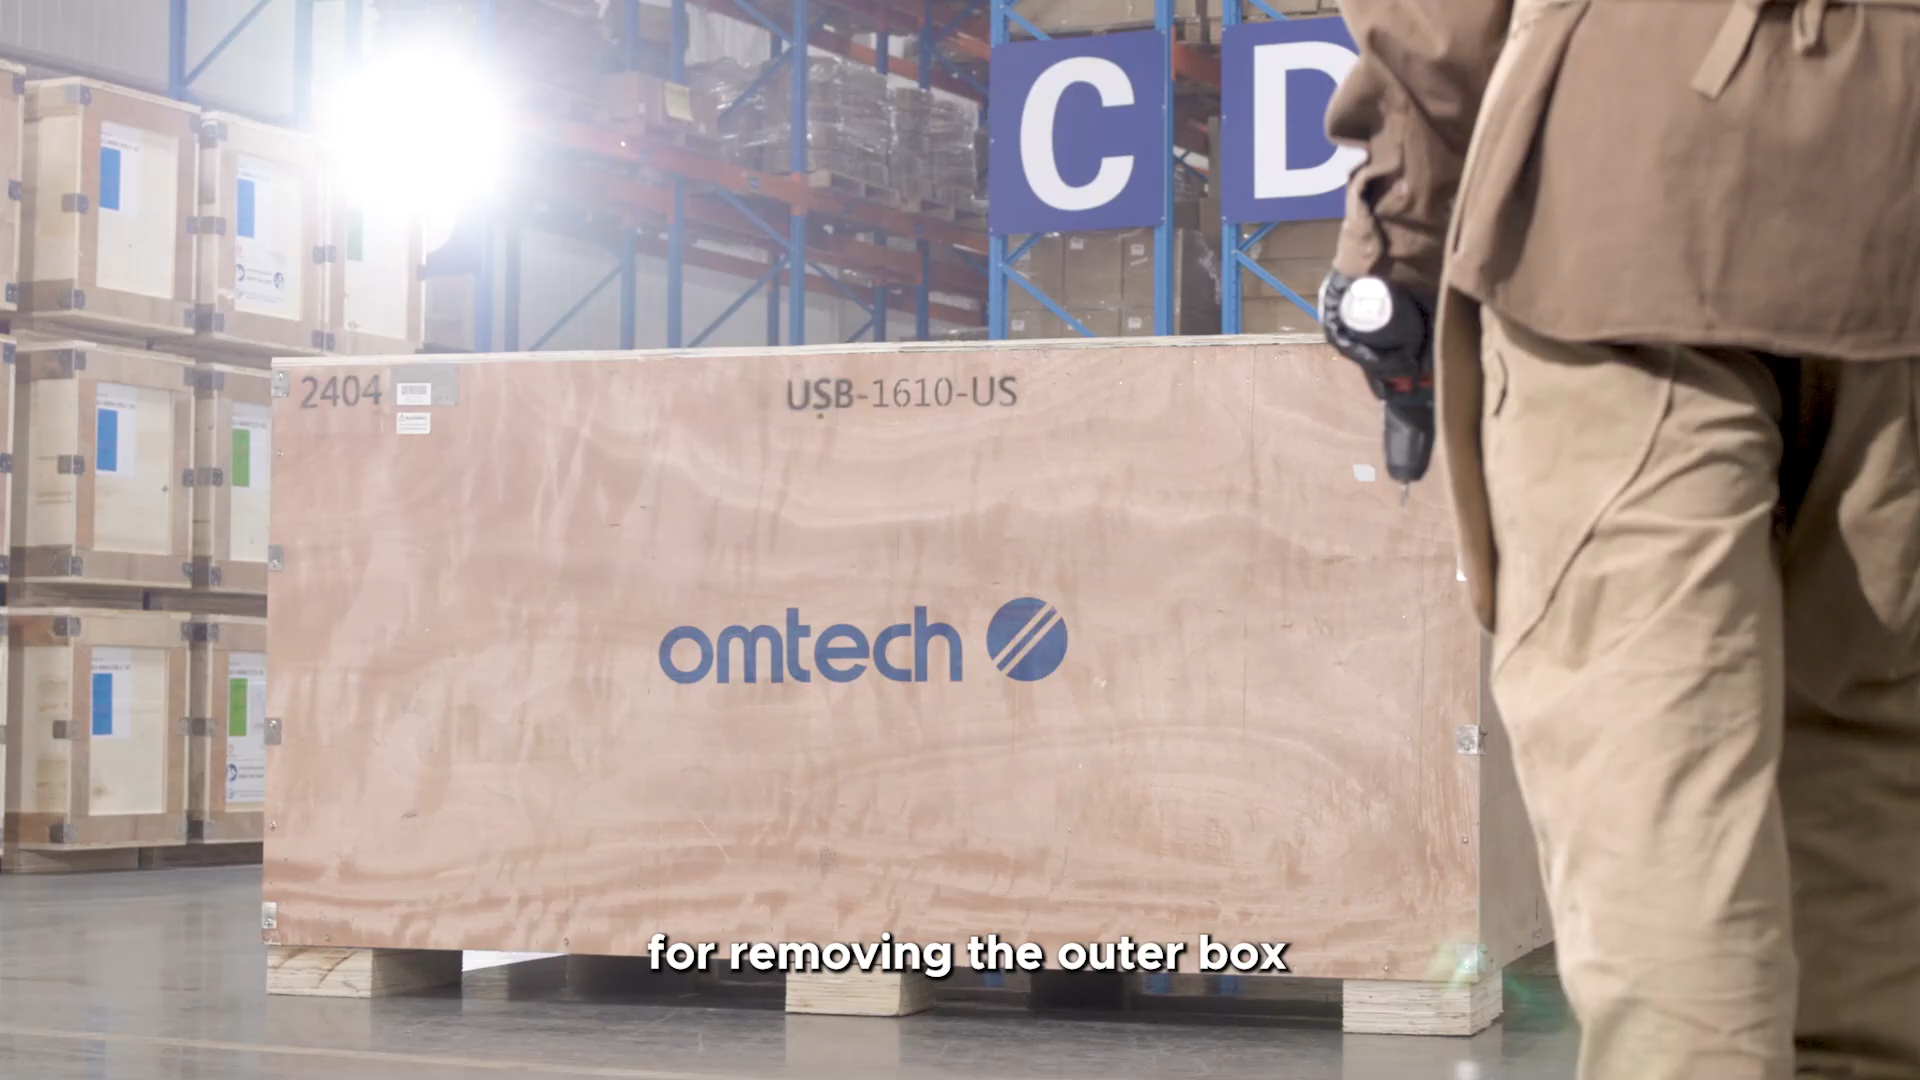 C
D
2404
USB-1610-US
omtech
for removing the outer box